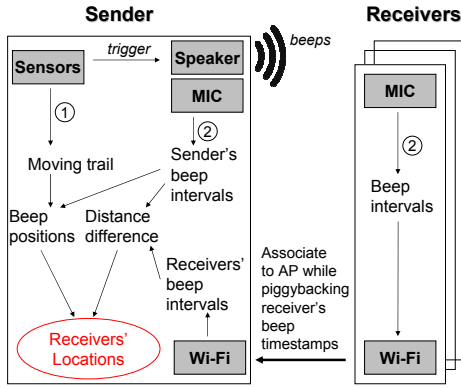 Sender
Receivers
Sensors
trigger
Speaker
beeps
MIC
MIC
1
2
2
Moving trail
Sender's
beep
intervals
Beep
intervals
Beep
positions
Distance
difference
Receivers'
beep
intervals
Associate
to AP while
piggybacking
receiver's
beep
timestamps
Receivers'
Locations
Wi-Fi
Wi-Fi